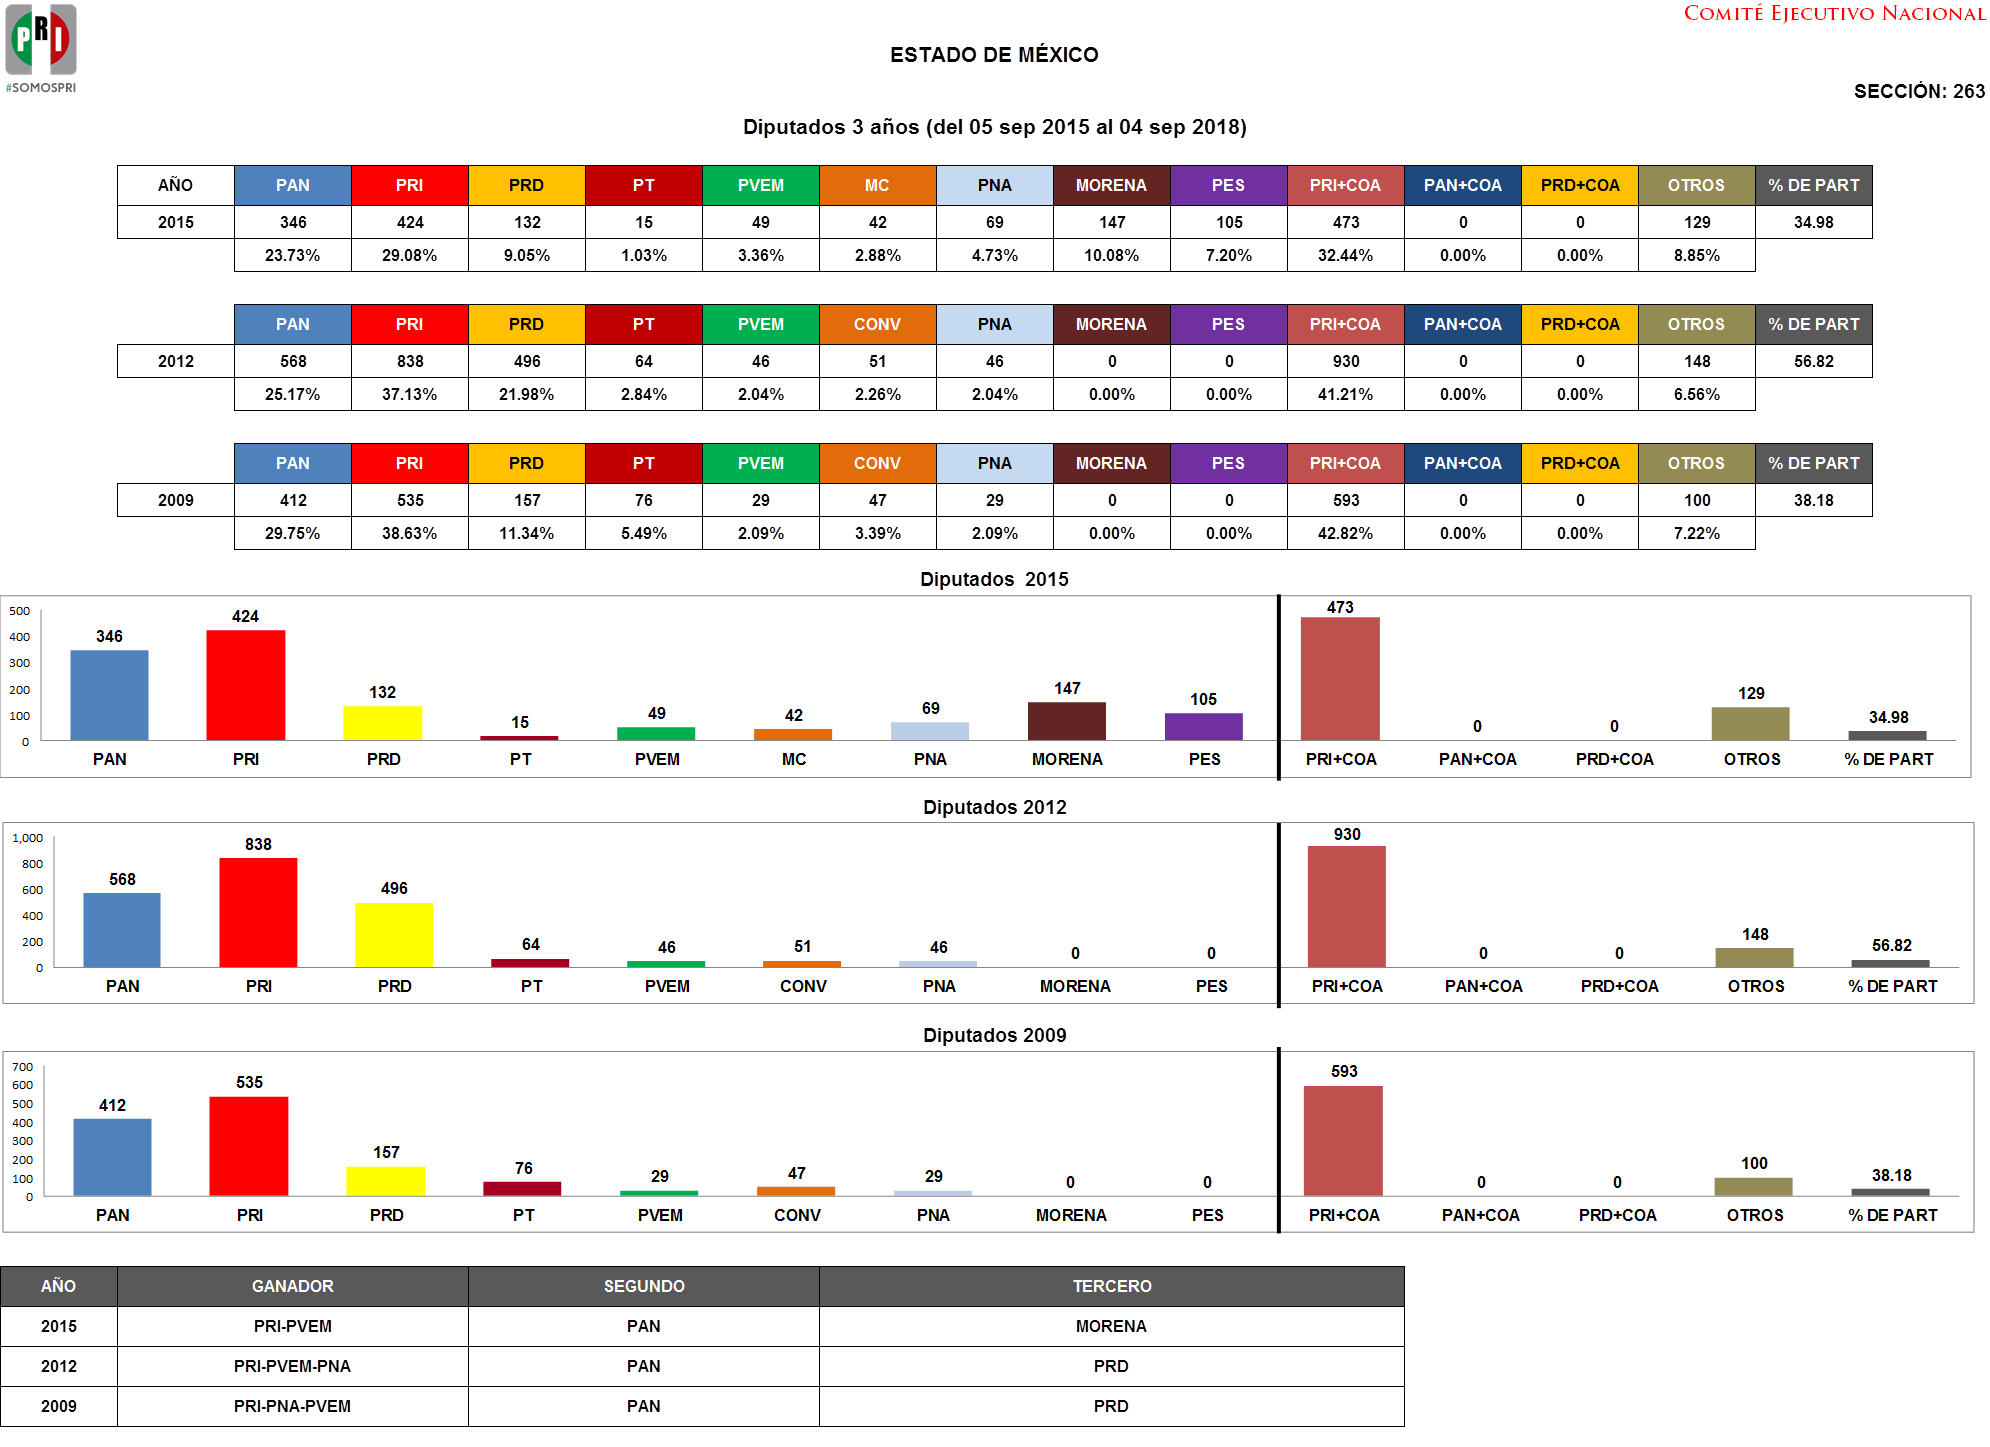 PRI
#SOMOSPRI
COMITÉ EJECUTIVO NACIONAL
ESTADO DE MÉXICO
SECCIÓN: 263
Diputados 3 años (del 05 sep 2015 al 04 sep 2018)
AÑO PAN PRI PRD PT PVEM MC PNA MORENA PES PRI+COA PAN+COA PRD+COA OTROS % DE PART
2015 346 424 132 15 49 42 69 147 105 473 0 0 129 34.98
23.73% 29.08% 9.05% 1.03% 3.36% 2.88% 4.73% 10.08% 7.20% 32.44% 0.00% 0.00% 8.85%
PAN PRI PRD PT PVEM CONV PNA MORENA PES PRI+COA PAN+COA PRD+COA OTROS % DE PART
2012 568 838 496 64 46 51 46 0 0 930 0 0 148 56.82
25.17% 37.13% 21.98% 2.84% 2.04% 2.26% 2.04% 0.00% 0.00% 41.21% 0.00% 0.00% 6.56%
PAN PRI PRD PT PVEM CONV PNA MORENA PES PRI+COA PAN+COA PRD+COA OTROS % DE PART
2009 412 535 157 76 29 47 29 0 0 593 0 0 100 38.18
29.75% 38.63% 11.34% 5.49% 2.09% 3.39% 2.09% 0.00% 0.00% 42.82% 0.00% 0.00% 7.22%
Diputados 2015
500
400
300
200
100
0
346 424 132 15 49 42 69 147 105 473 0 0 129 34.98
PAN PRI PRD PT PVEM MC PNA MORENA PES PRI+COA PAN+COA PRD+COA OTROS % DE PART
Diputados 2012
1,000
800
600
400
200
0
568 838 496 64 46 51 46 0 0 930 0 0 148 56.82
PAN PRI PRD PT PVEM CONV PNA MORENA PES PRI+COA PAN+COA PRD+COA OTROS % DE PART
Diputados 2009
700
600
500
400
300
200
100
0
412 535 157 76 29 47 29 0 0 593 0 0 100 38.18
PAN PRI PRD PT PVEM CONV PNA MORENA PES PRI+COA PAN+COA PRD+COA OTROS % DE PART
AÑO GANADOR SEGUNDO TERCERO
2015 PRI-PVEM PAN MORENA
2012 PRI-PVEM-PNA PAN PRD
2009 PRI-PNA-PVEM PAN PRD